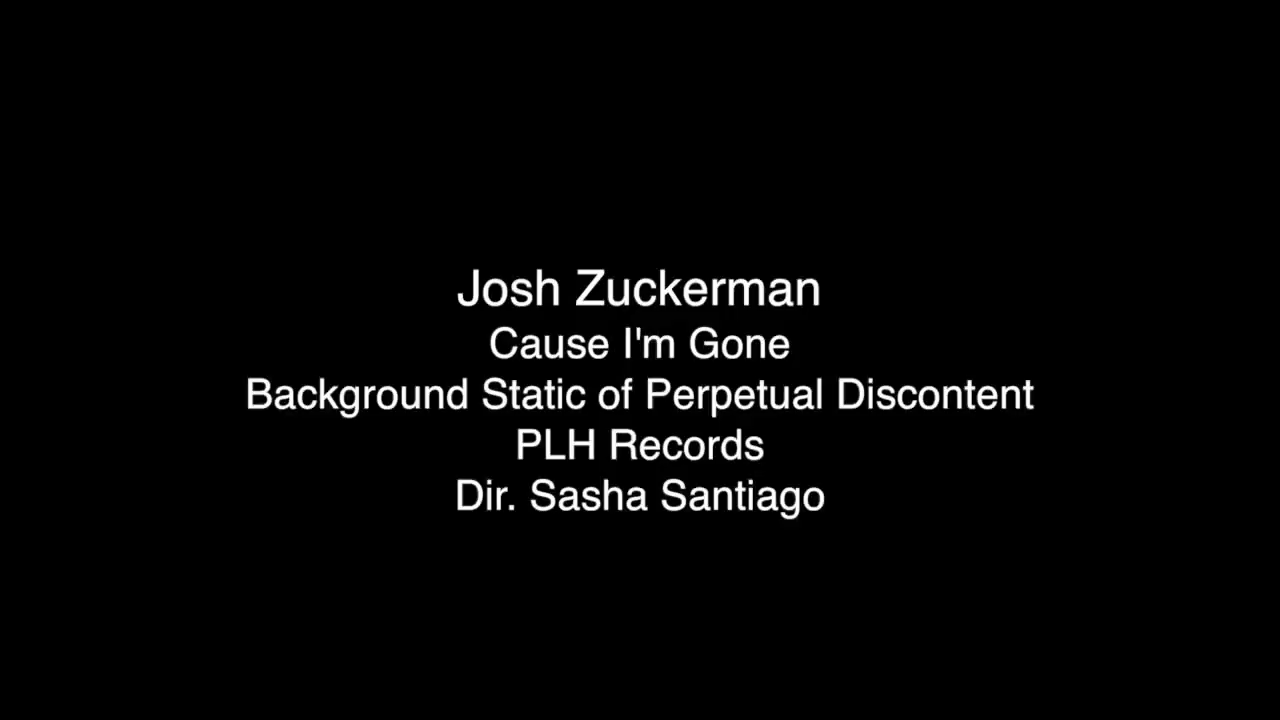 Josh Zuckerman
Cause I'm Gone
Background Static of Perpetual Discontent
PLH Records
Dir. Sasha Santiago